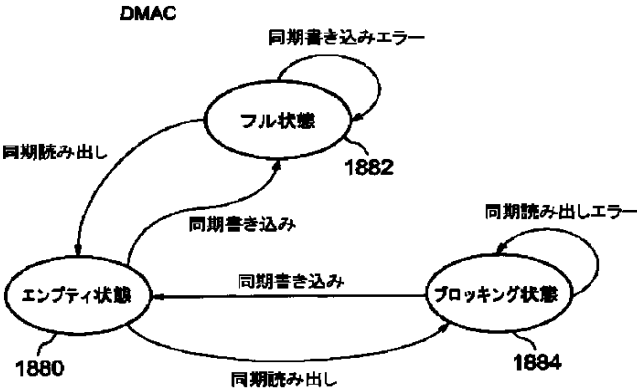 DMAC
同期書き込みエラー
フル状態
1882
同期読み出し
同期書き込み
同期読み出しエラー
エンプティ状態
同期書き込み
ブロッキング状態
1880
同期読み出し
1884